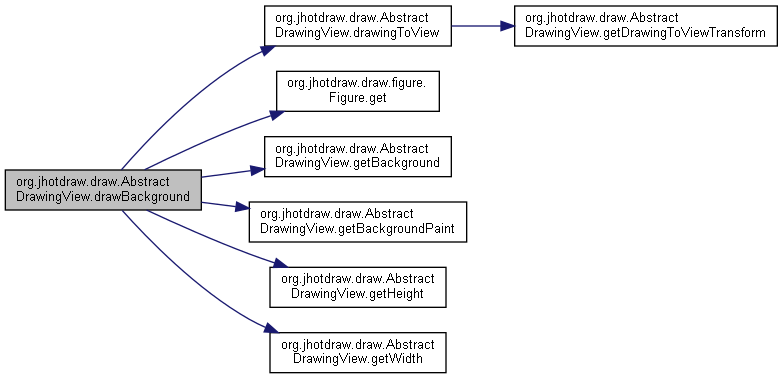 org.jhotdraw.draw.Abstract
DrawingView.drawingToView
org.jhotdraw.draw.Abstract
DrawingView.getDrawingToViewTransform
org.jhotdraw.draw.figure.
Figure.get
org.jhotdraw.draw.Abstract
DrawingView.getBackground
org.jhotdraw.draw.Abstract
DrawingView.drawBackground
org.jhotdraw.draw.Abstract
DrawingView.getBackgroundPaint
org.jhotdraw.draw.Abstract
DrawingView.getHeight
org.jhotdraw.draw.Abstract
DrawingView.getWidth